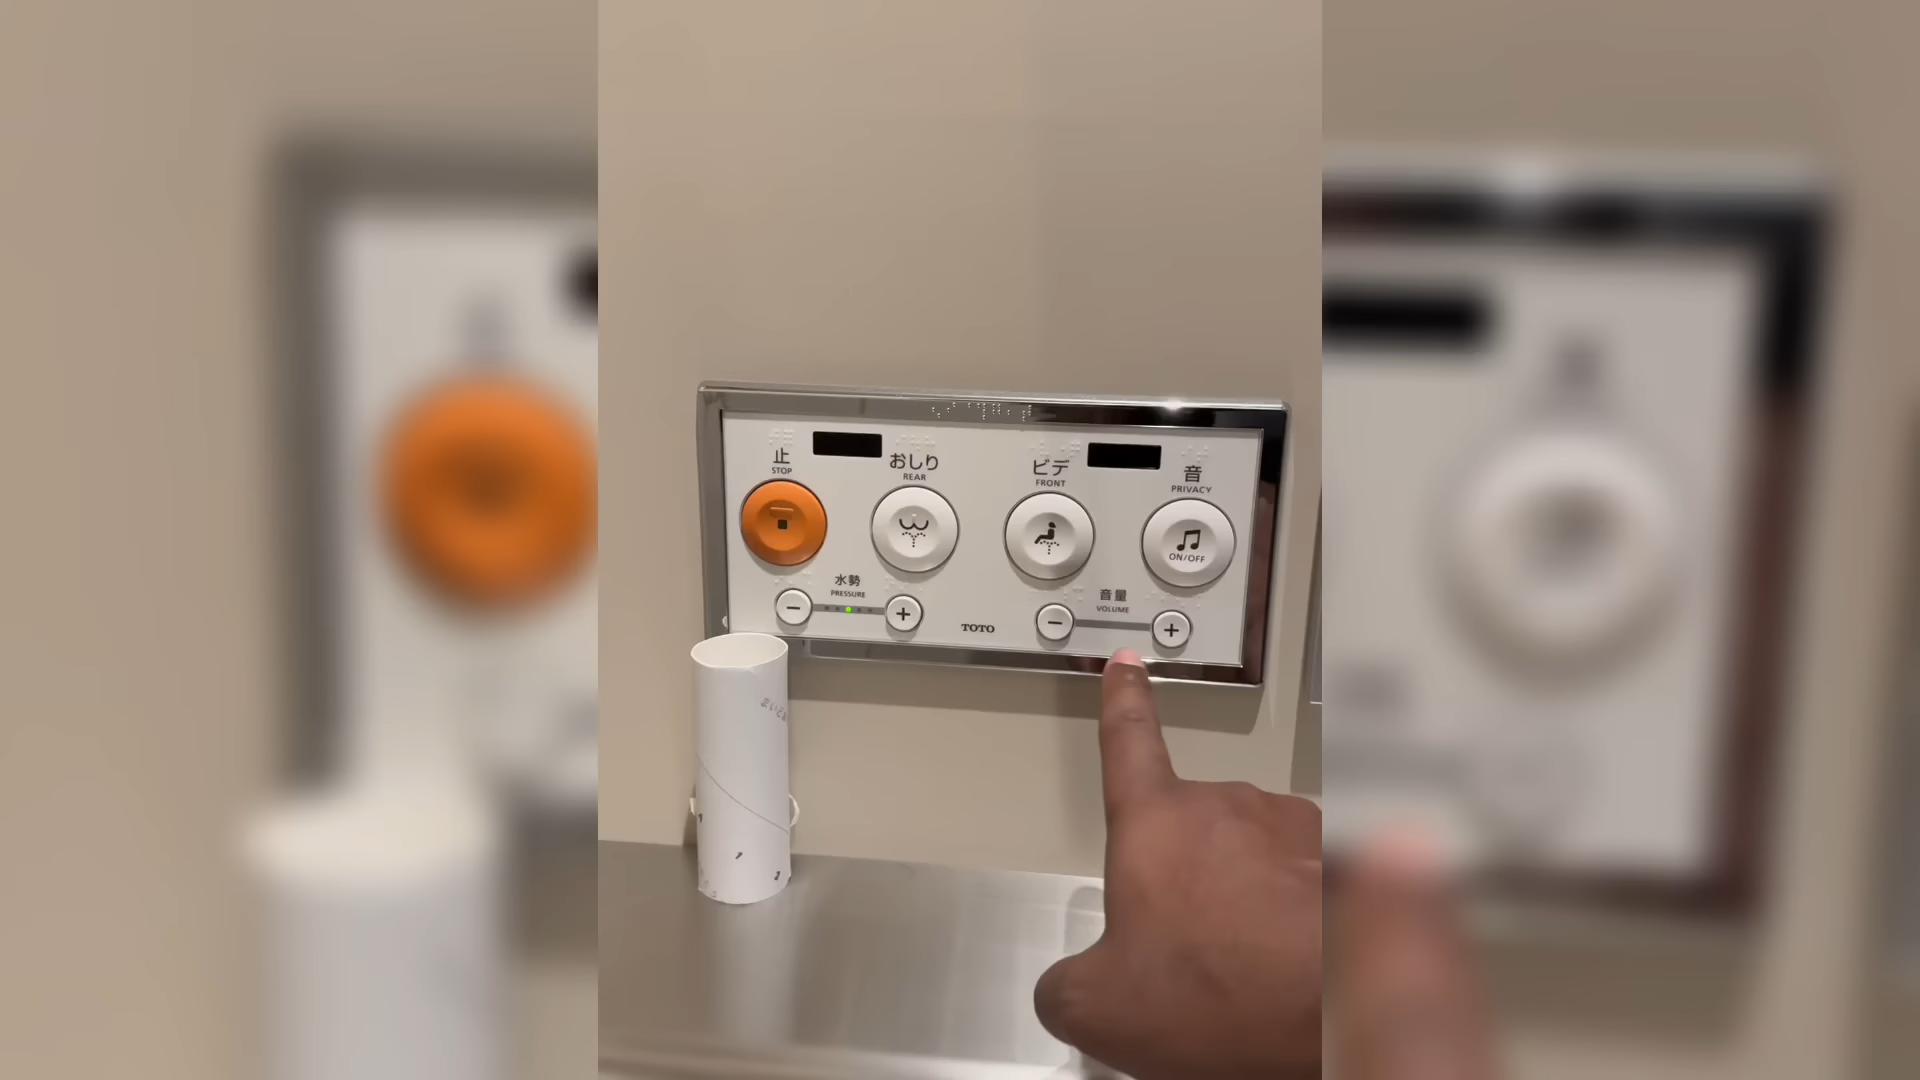 止
STOP
おしり
REAR
ビデ
FRONT
音
PRIVACY
ON/OFF
水勢
PRESSURE
音量
VOLUME
− +
− +
TOTO